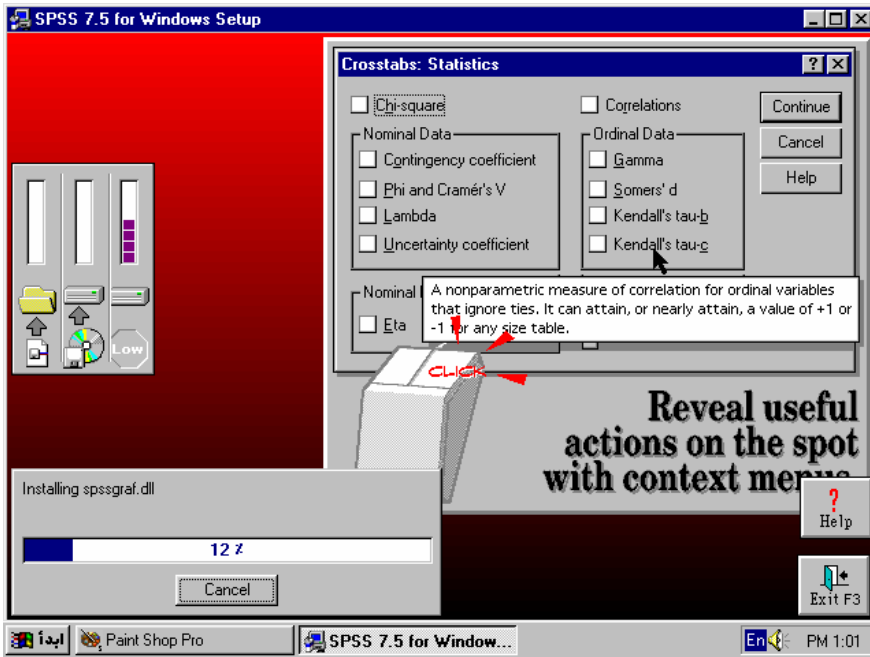 SPSS 7.5 for Windows Setup
Crosstabs: Statistics
Chi-square
Correlations
Continue
Cancel
Help
Nominal Data
Contingency coefficient
Phi and Cramér's V
Lambda
Uncertainty coefficient
Ordinal Data
Gamma
Somers' d
Kendall's tau-b
Kendall's tau-c
Nominal
Eta
A nonparametric measure of correlation for ordinal variables
that ignore ties. It can attain, or nearly attain, a value of +1 or
-1 for any size table.
CLICK
Low
Reveal useful
actions on the spot
with context menus.
Installing spssgraf.dll
12 %
Cancel
? Help
Exit F3
ابدأ
Paint Shop Pro
SPSS 7.5 for Window...
En
PM 1:01